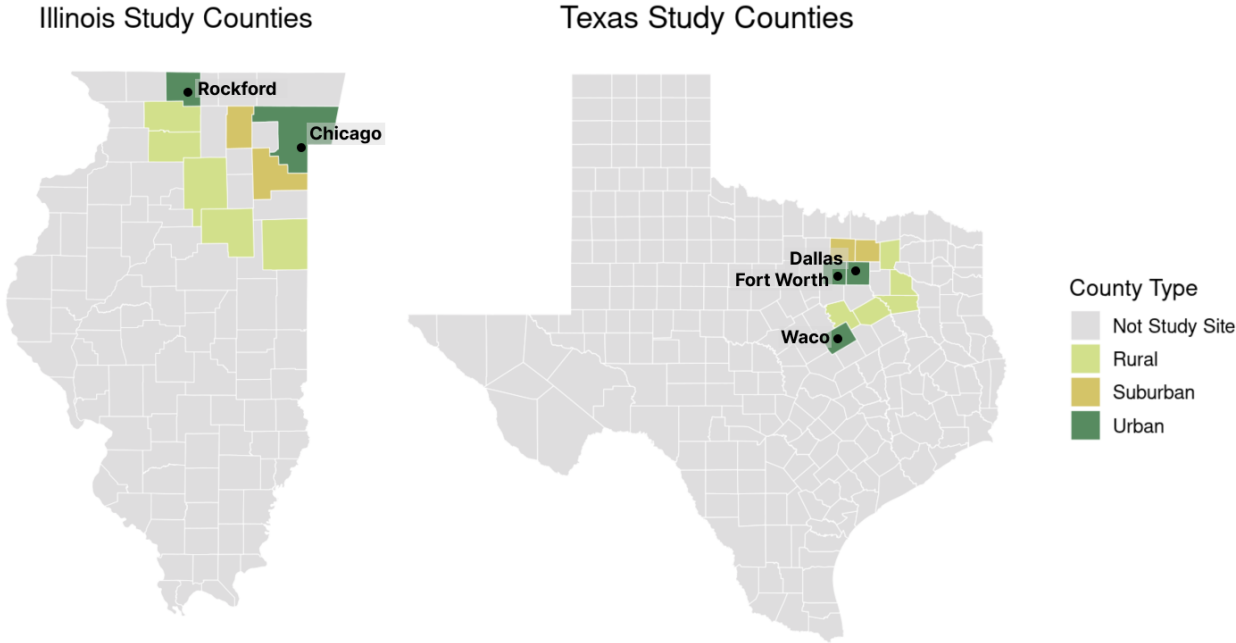 Illinois Study Counties
Texas Study Counties
Rockford
Chicago
Dallas
Fort Worth
Waco
County Type
Not Study Site
Rural
Suburban
Urban